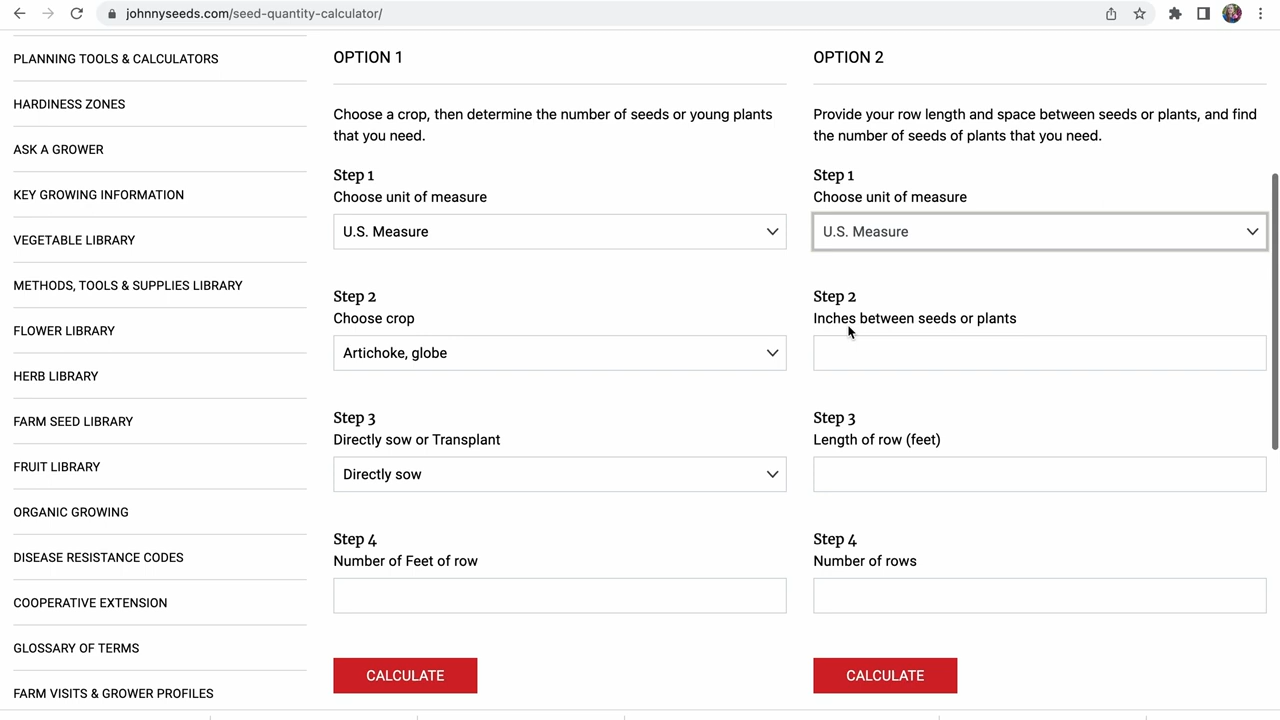 johnnyseeds.com/seed-quantity-calculator/
PLANNING TOOLS & CALCULATORS
HARDINESS ZONES
ASK A GROWER
KEY GROWING INFORMATION
VEGETABLE LIBRARY
METHODS, TOOLS & SUPPLIES LIBRARY
FLOWER LIBRARY
HERB LIBRARY
FARM SEED LIBRARY
FRUIT LIBRARY
ORGANIC GROWING
DISEASE RESISTANCE CODES
COOPERATIVE EXTENSION
GLOSSARY OF TERMS
FARM VISITS & GROWER PROFILES
OPTION 1
Choose a crop, then determine the number of seeds or young plants
that you need.
Step 1
Choose unit of measure
U.S. Measure
Step 2
Choose crop
Artichoke, globe
Step 3
Directly sow or Transplant
Directly sow
Step 4
Number of Feet of row
CALCULATE
OPTION 2
Provide your row length and space between seeds or plants, and find
the number of seeds of plants that you need.
Step 1
Choose unit of measure
U.S. Measure
Step 2
Inches between seeds or plants
Step 3
Length of row (feet)
Step 4
Number of rows
CALCULATE